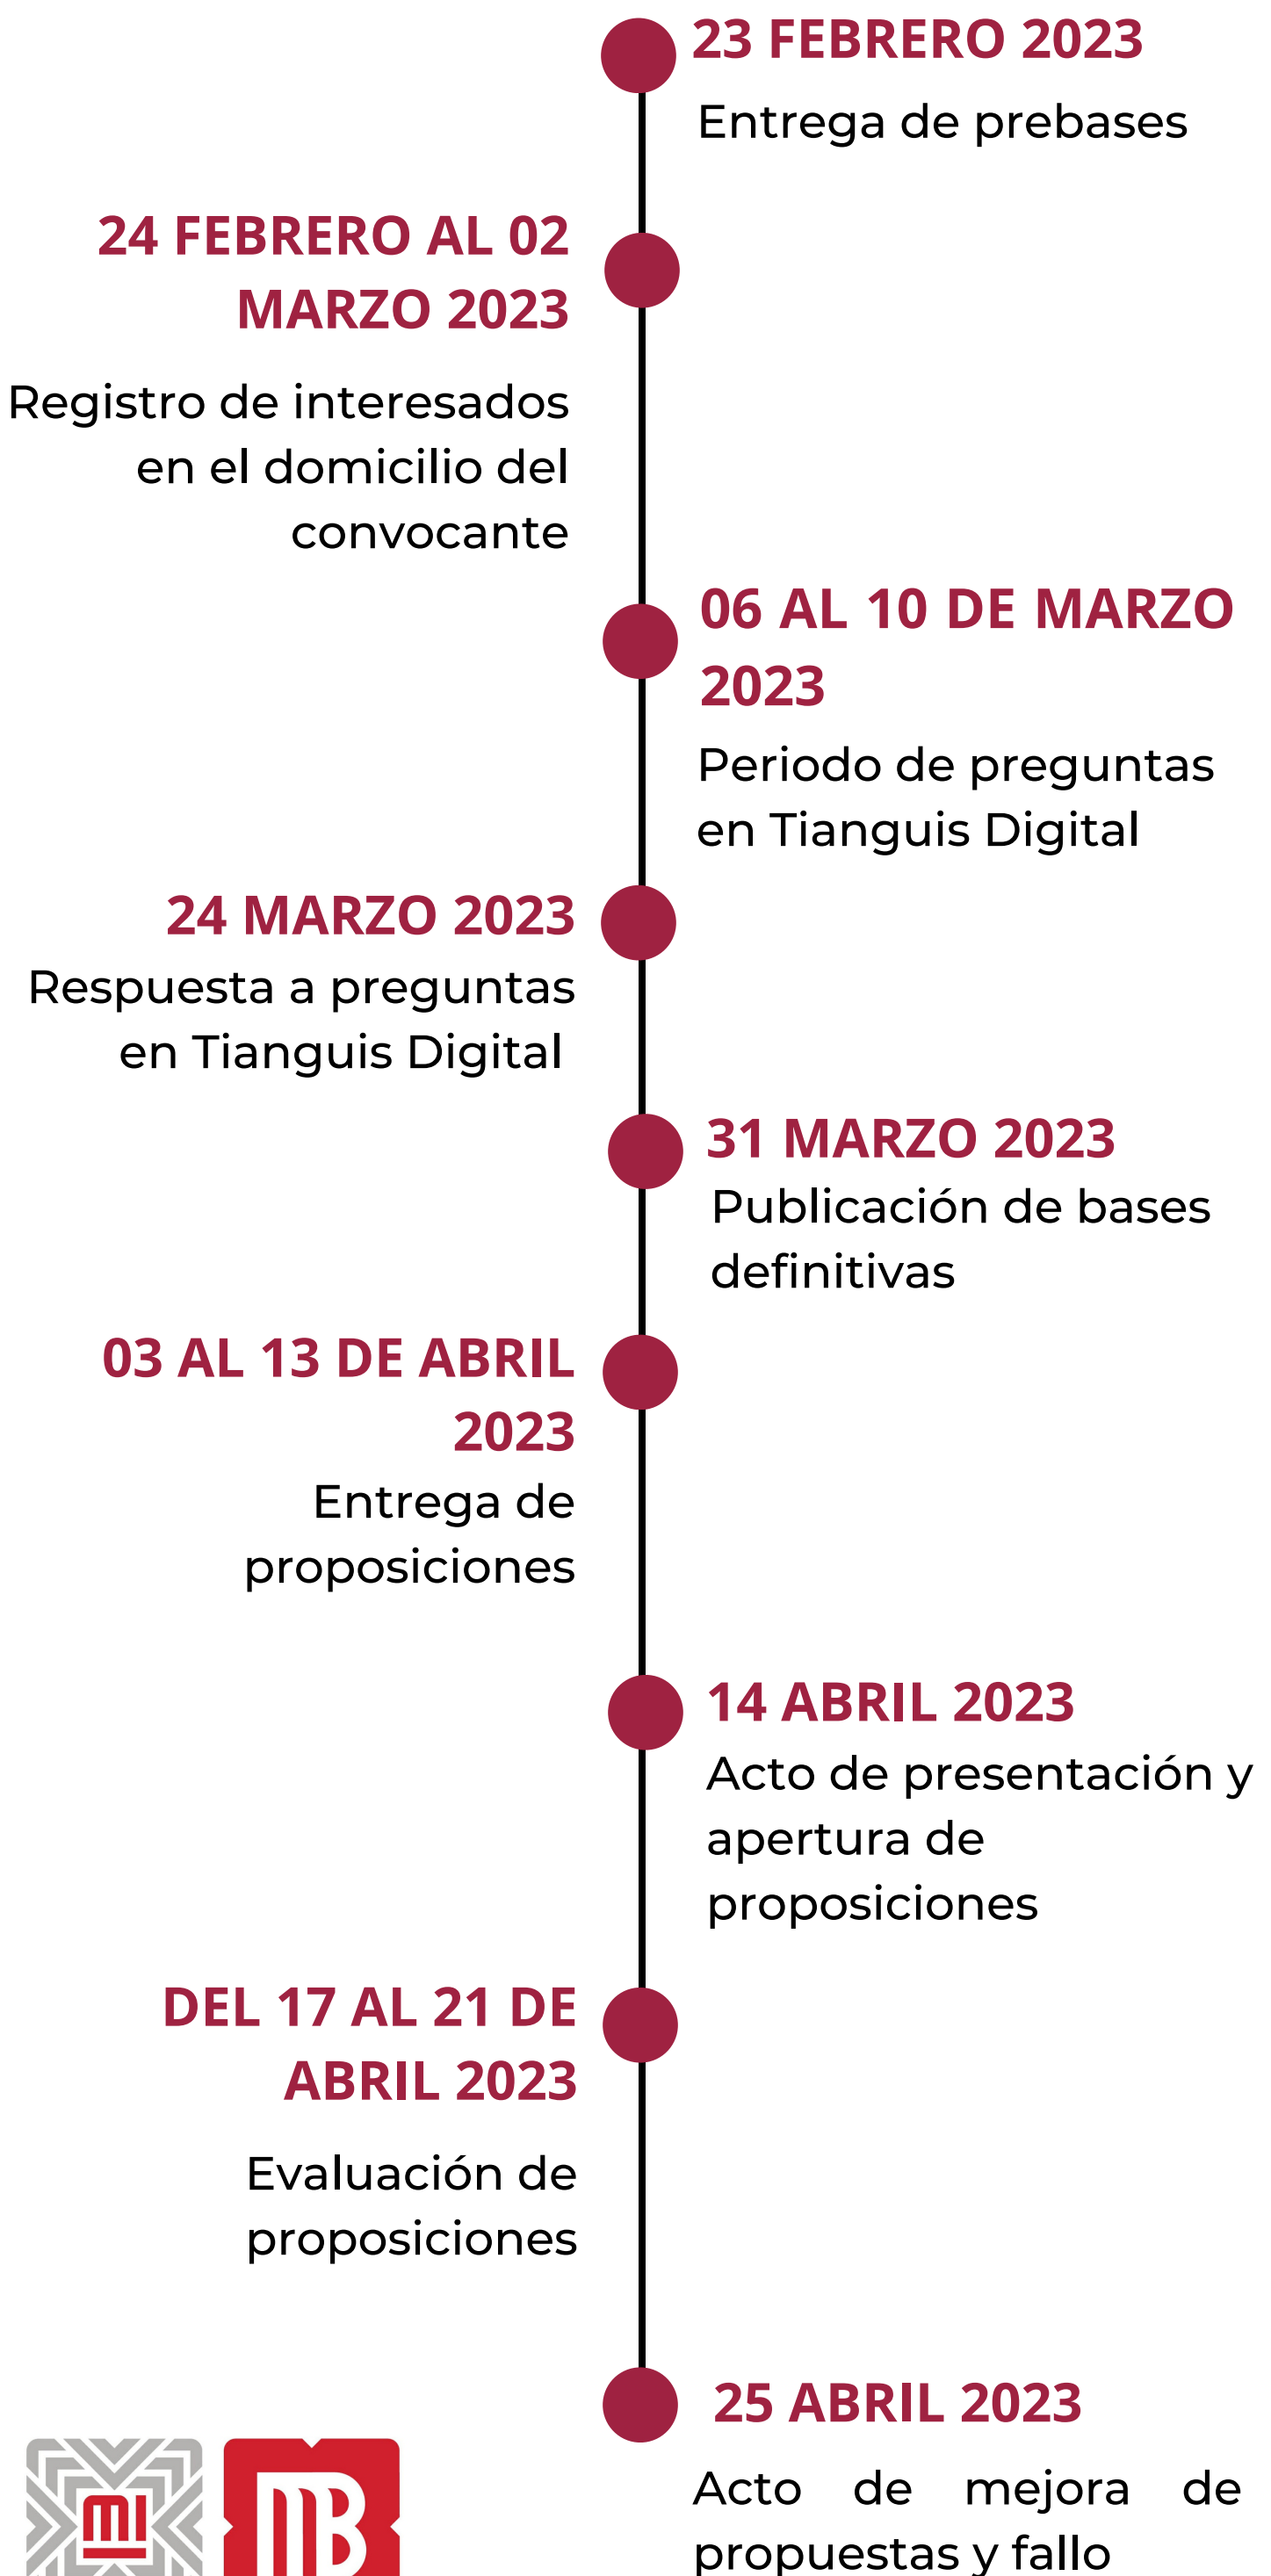 23 FEBRERO 2023
Entrega de prebases
24 FEBRERO AL 02
MARZO 2023
Registro de interesados
en el domicilio del
convocante
06 AL 10 DE MARZO
2023
Periodo de preguntas
en Tianguis Digital
24 MARZO 2023
Respuesta a preguntas
en Tianguis Digital
31 MARZO 2023
Publicación de bases
definitivas
03 AL 13 DE ABRIL
2023
Entrega de
proposiciones
14 ABRIL 2023
Acto de presentación y
apertura de
proposiciones
DEL 17 AL 21 DE
ABRIL 2023
Evaluación de
proposiciones
25 ABRIL 2023
Acto de mejora de
propuestas y fallo
MI
MB